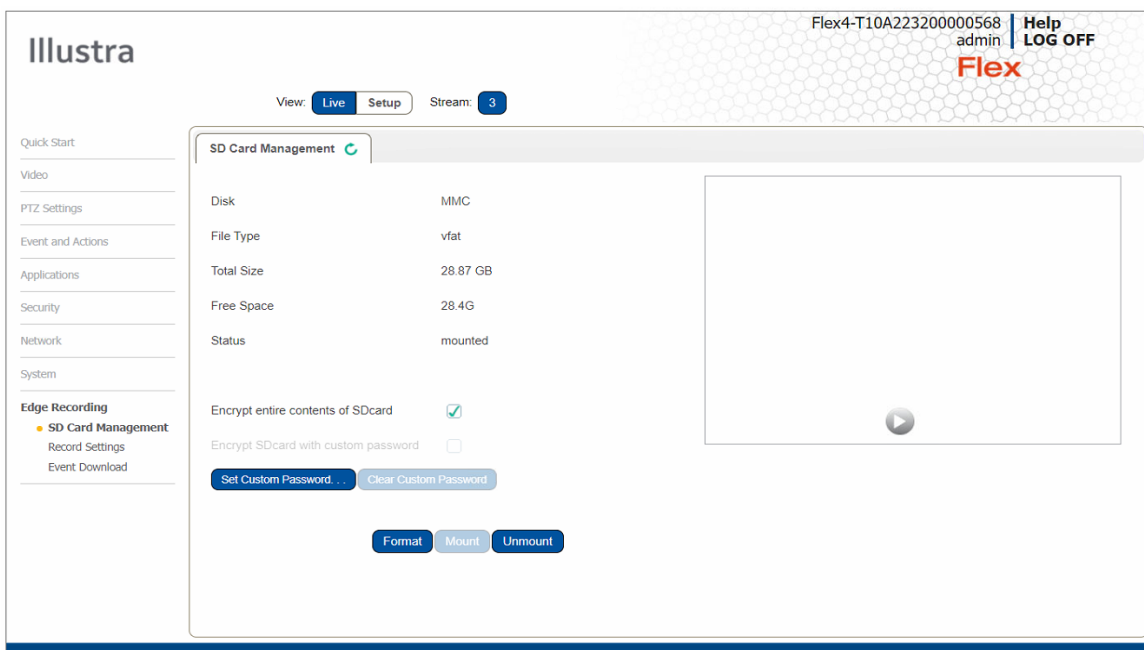 Flex4-T10A223200000568 Help
admin LOG OFF
Illustra
Flex
View: Live Setup Stream: 3
Quick Start
Video
PTZ Settings
Event and Actions
Applications
Security
Network
System
Edge Recording
SD Card Management
Record Settings
Event Download
SD Card Management
Disk MMC
File Type vfat
Total Size 28.87 GB
Free Space 28.4G
Status mounted
Encrypt entire contents of SDcard
Encrypt SDcard with custom password
Set Custom Password. . . Clear Custom Password
Format Mount Unmount